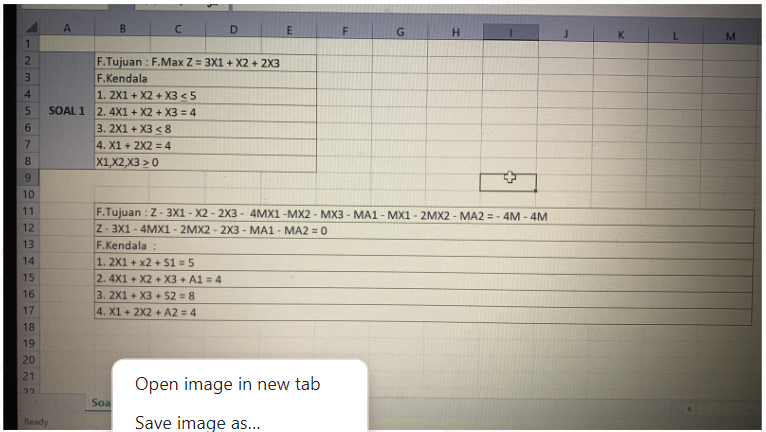 A B C D E F G H I J K L M
1
2 F.Tujuan : F.Max Z = 3X1 + X2 + 2X3
3 F.Kendala
4 1. 2X1 + X2 + X3 ≤ 5
5 SOAL 1 2. 4X1 + X2 + X3 = 4
6 3. 2X1 + X3 ≤ 8
7 4. X1 + 2X2 = 4
8 X1,X2,X3 ≥ 0
9
10
11 F.Tujuan : Z - 3X1 - X2 - 2X3 - 4MX1 -MX2 - MX3 - MA1 - MX1 - 2MX2 - MA2 = - 4M - 4M
12 Z - 3X1 - 4MX1 - 2MX2 - 2X3 - MA1 - MA2 = 0
13 F.Kendala :
14 1. 2X1 + x2 + S1 = 5
15 2. 4X1 + X2 + X3 + A1 = 4
16 3. 2X1 + X3 + S2 = 8
17 4. X1 + 2X2 + A2 = 4
18
19
20
21
Open image in new tab
Soa
Save image as...
Ready